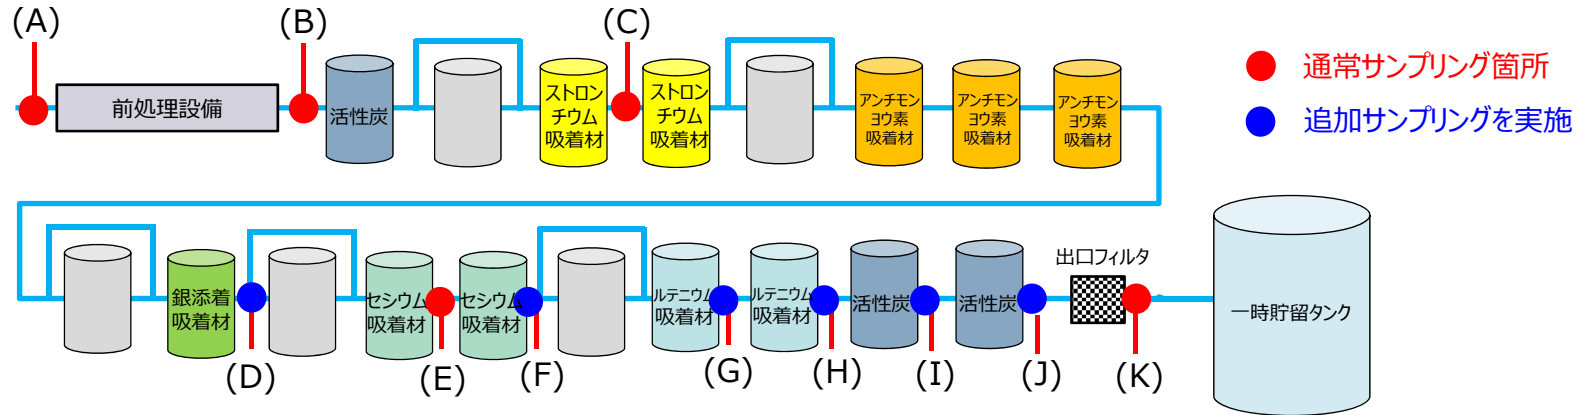 (A)
(B)
(C)
通常サンプリング箇所
追加サンプリングを実施
前処理設備
活性炭
ストロン
チウム
吸着材
ストロン
チウム
吸着材
アンチモン
ヨウ素
吸着材
アンチモン
ヨウ素
吸着材
アンチモン
ヨウ素
吸着材
銀添着
吸着材
セシウム
吸着材
セシウム
吸着材
ルテニウム
吸着材
ルテニウム
吸着材
活性炭
活性炭
出口フィルタ
一時貯留タンク
(D)
(E)
(F)
(G)
(H)
(I)
(J)
(K)